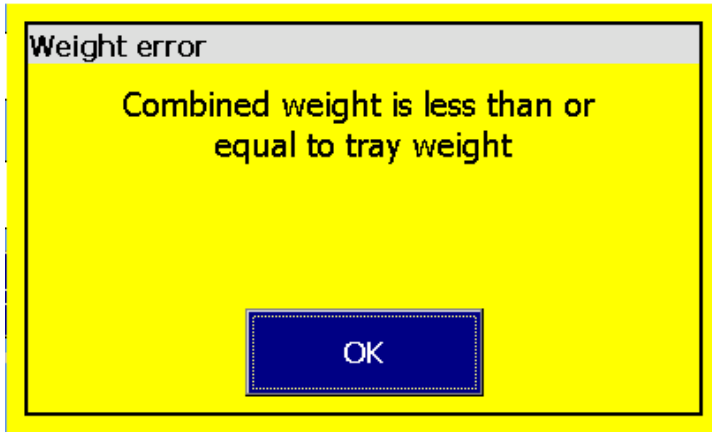 Weight error
Combined weight is less than or
equal to tray weight
OK